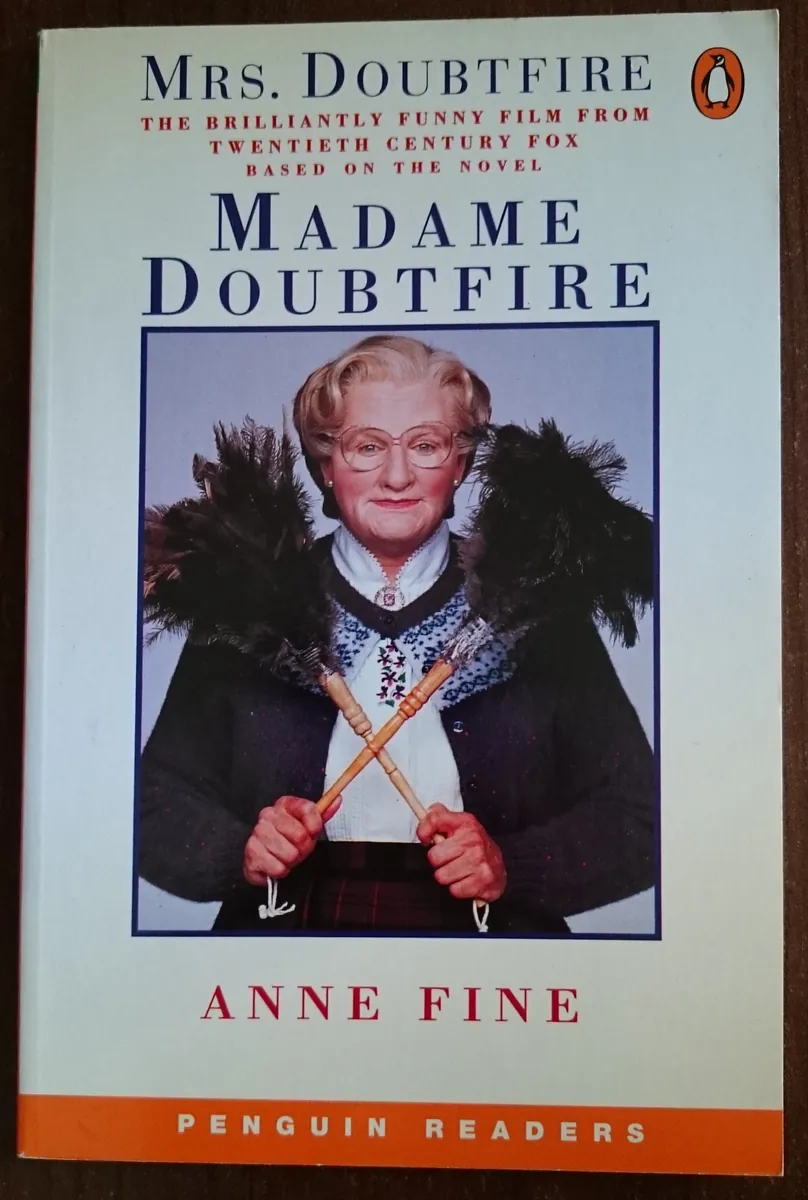 MRS. DOUBTFIRE
THE BRILLIANTLY FUNNY FILM FROM
TWENTIETH CENTURY FOX
BASED ON THE NOVEL
MADAME
DOUBTFIRE
ANNE FINE
PENGUIN READERS